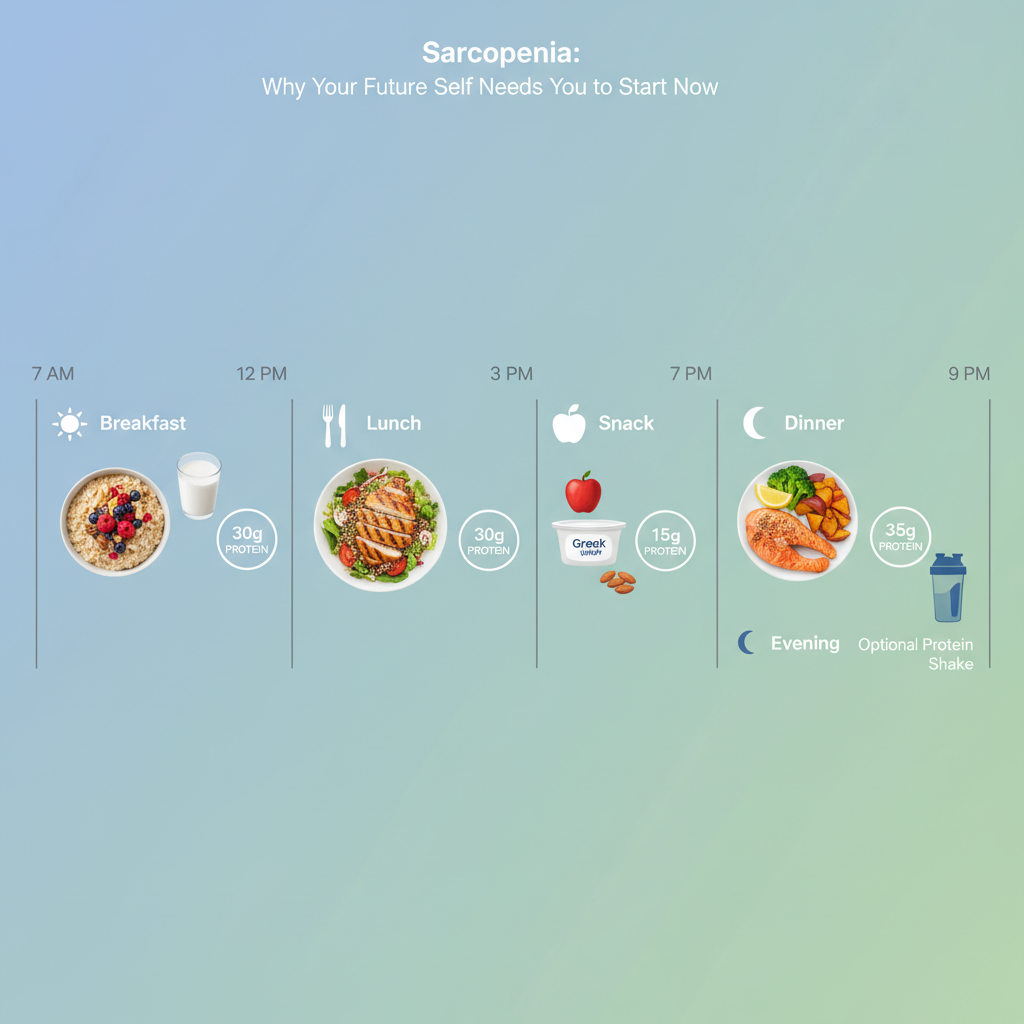 Sarcopenia:
Why Your Future Self Needs You to Start Now
7 AM
12 PM
3 PM
7 PM
9 PM
Breakfast
Lunch
Snack
Dinner
30g
PROTEIN
30g
PROTEIN
Greek
15g
PROTEIN
35g
PROTEIN
Evening
Optional Protein
Shake